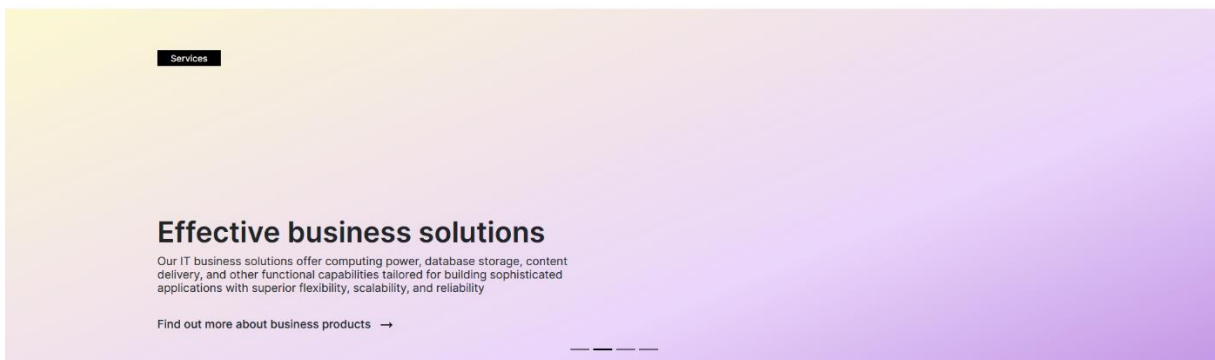 Services
Effective business solutions
Our IT business solutions offer computing power, database storage, content
delivery, and other functional capabilities tailored for building sophisticated
applications with superior flexibility, scalability, and reliability
Find out more about business products →